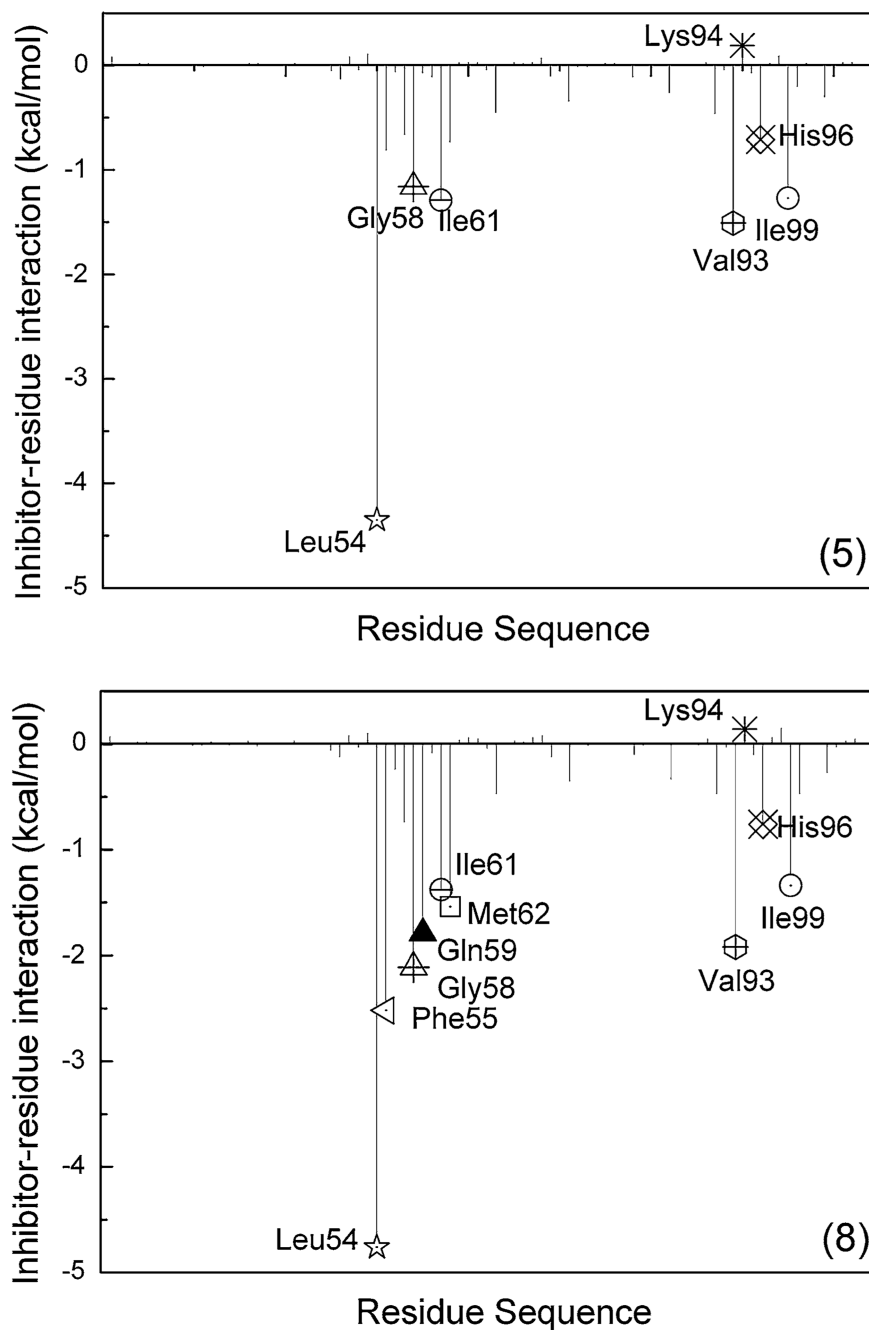 Inhibitor-residue interaction (kcal/mol)
0
-1
-2
-3
-4
-5
Lys94
His96
Gly58
Ile61
Ile99
Val93
Leu54
(5)
Residue Sequence
Inhibitor-residue interaction (kcal/mol)
0
-1
-2
-3
-4
-5
Lys94
His96
Ile61
Met62
Ile99
Gln59
Val93
Gly58
Phe55
Leu54
(8)
Residue Sequence